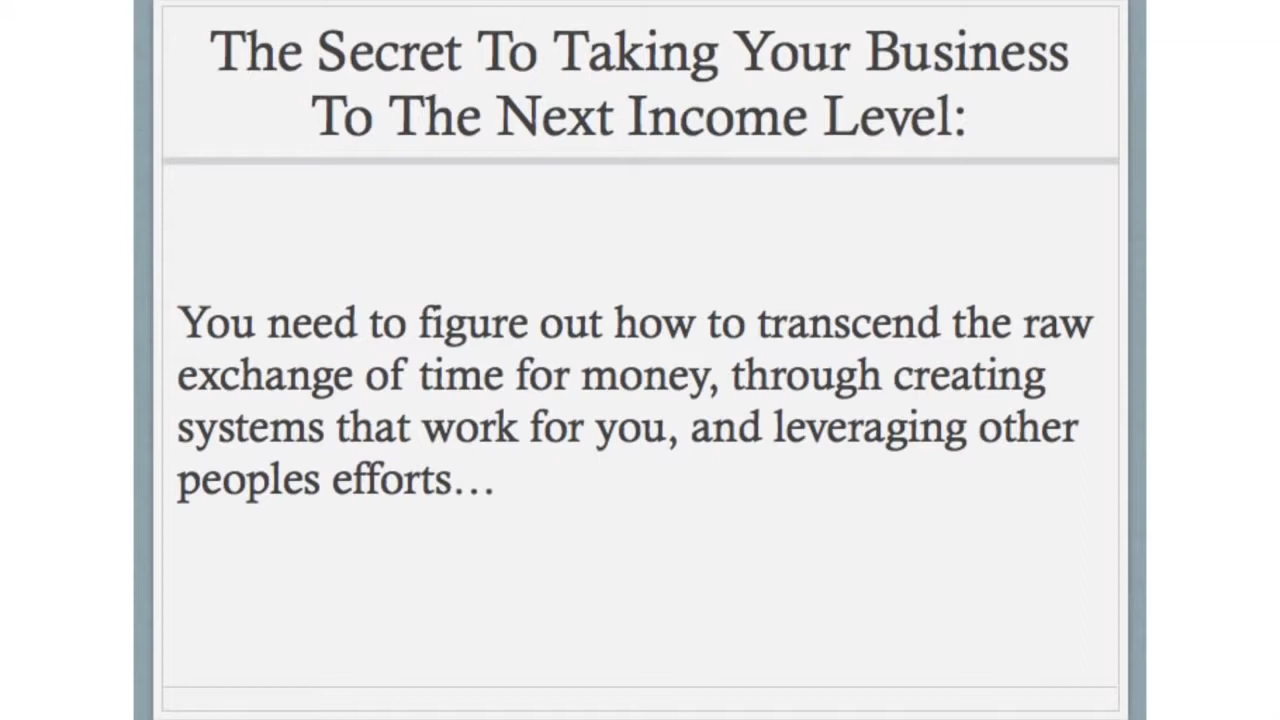 The Secret To Taking Your Business
To The Next Income Level:
You need to figure out how to transcend the raw
exchange of time for money, through creating
systems that work for you, and leveraging other
peoples efforts…